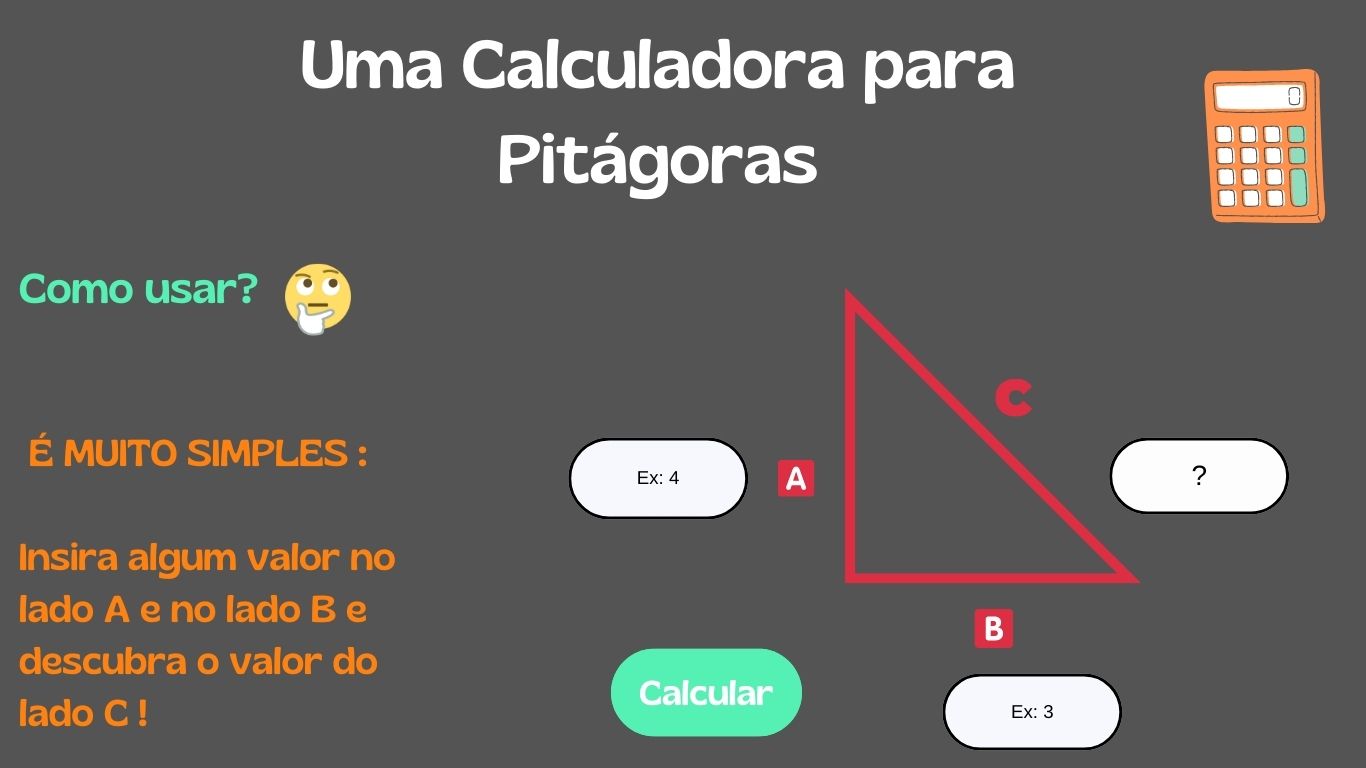 Uma Calculadora para
Pitágoras
0
Como usar?
É MUITO SIMPLES :
Insira algum valor no
lado A e no lado B e
descubra o valor do
lado C !
C
Ex: 4
A
?
B
Calcular
Ex: 3